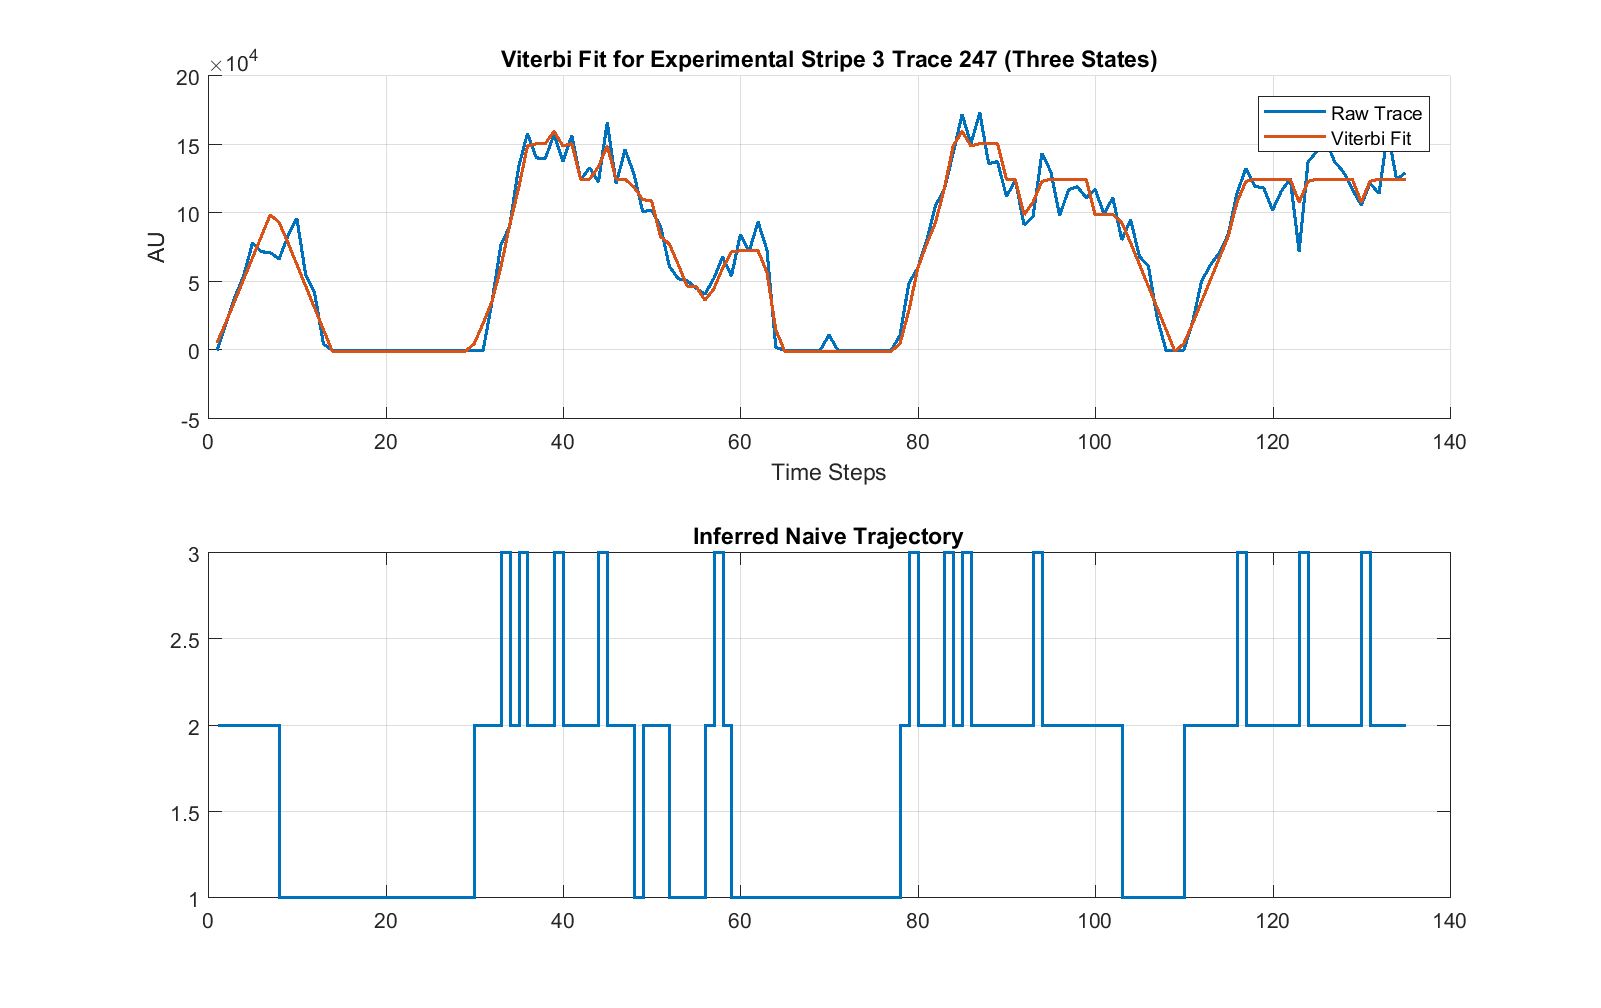 Viterbi Fit for Experimental Stripe 3 Trace 247 (Three States)
×10⁴
20
15
10
5
0
-5
AU
Raw Trace
Viterbi Fit
0 20 40 60 80 100 120 140
Time Steps
Inferred Naive Trajectory
3
2.5
2
1.5
1
0 20 40 60 80 100 120 140